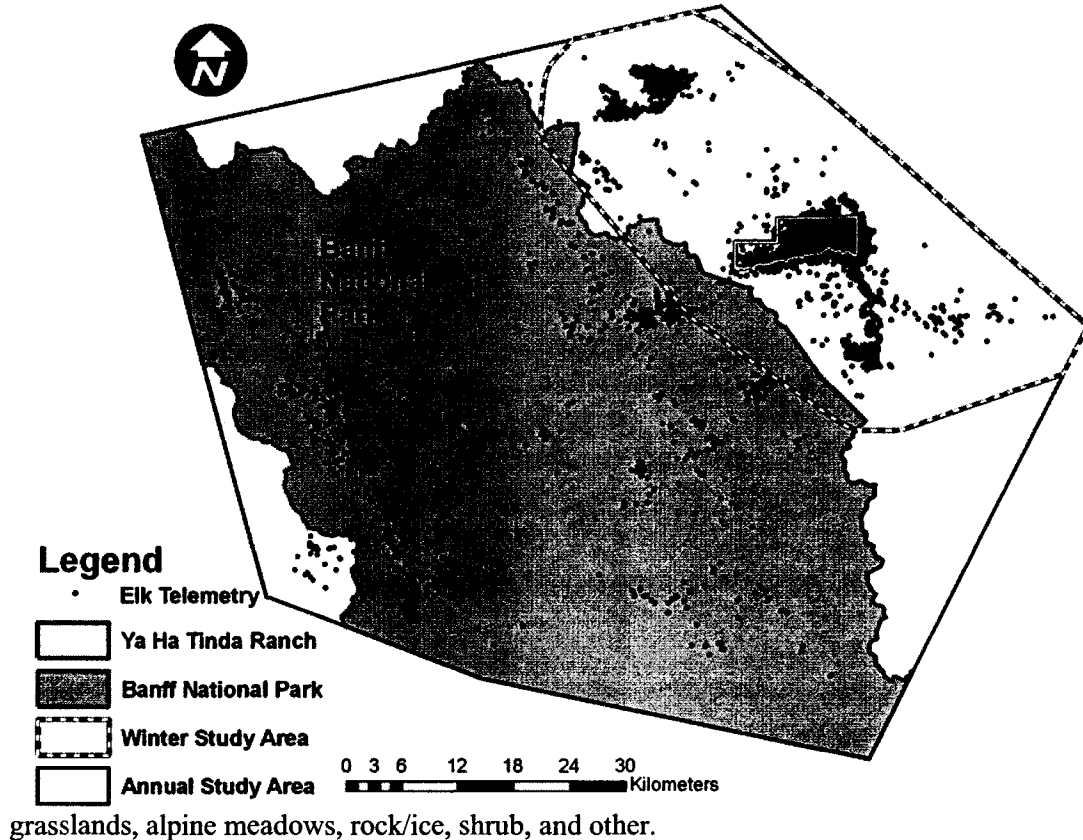 N
Banff
National
Park
Legend
Elk Telemetry
Ya Ha Tinda Ranch
Banff National Park
Winter Study Area
Annual Study Area
0 3 6 12 18 24 30
Kilometers
grasslands, alpine meadows, rock/ice, shrub, and other.